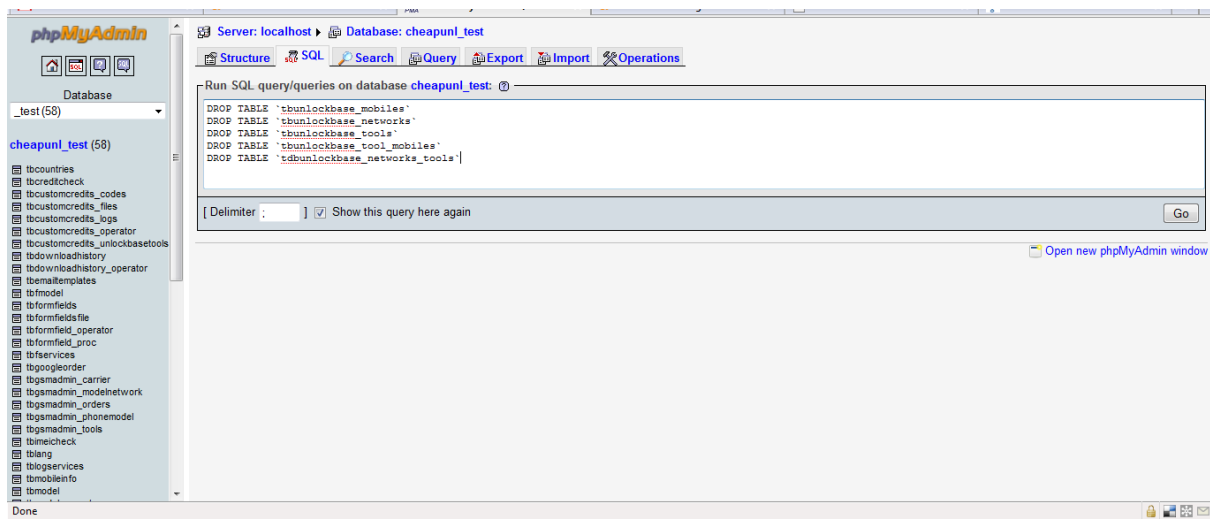 phpMyAdmin
Database
_test (58)
cheapunl_test (58)
tbcountries
tbcreditcheck
tbcustomcredits_codes
tbcustomcredits_files
tbcustomcredits_logs
tbcustomcredits_operator
tbcustomcredits_unlockbasetools
tbdownloadhistory
tbdownloadhistory_operator
tbemailtemplates
tbfmodel
tbformfields
tbformfieldsfile
tbformfield_operator
tbformfield_proc
tbfservices
tbgoogleorder
tbgsmadmin_carrier
tbgsmadmin_modelnetwork
tbgsmadmin_orders
tbgsmadmin_phonemodel
tbgsmadmin_tools
tbimeicheck
tblang
tblogservices
tbmobileinfo
tbmodel
Server: localhost Database: cheapunl_test
Structure SQL Search Query Export Import Operations
Run SQL query/queries on database cheapunl_test:
DROP TABLE `tbunlockbase_mobiles`
DROP TABLE `tbunlockbase_networks`
DROP TABLE `tbunlockbase_tools`
DROP TABLE `tbunlockbase_tool_mobiles`
DROP TABLE `tdbunlockbase_networks_tools`
[ Delimiter ; ] Show this query here again Go
Open new phpMyAdmin window
Done